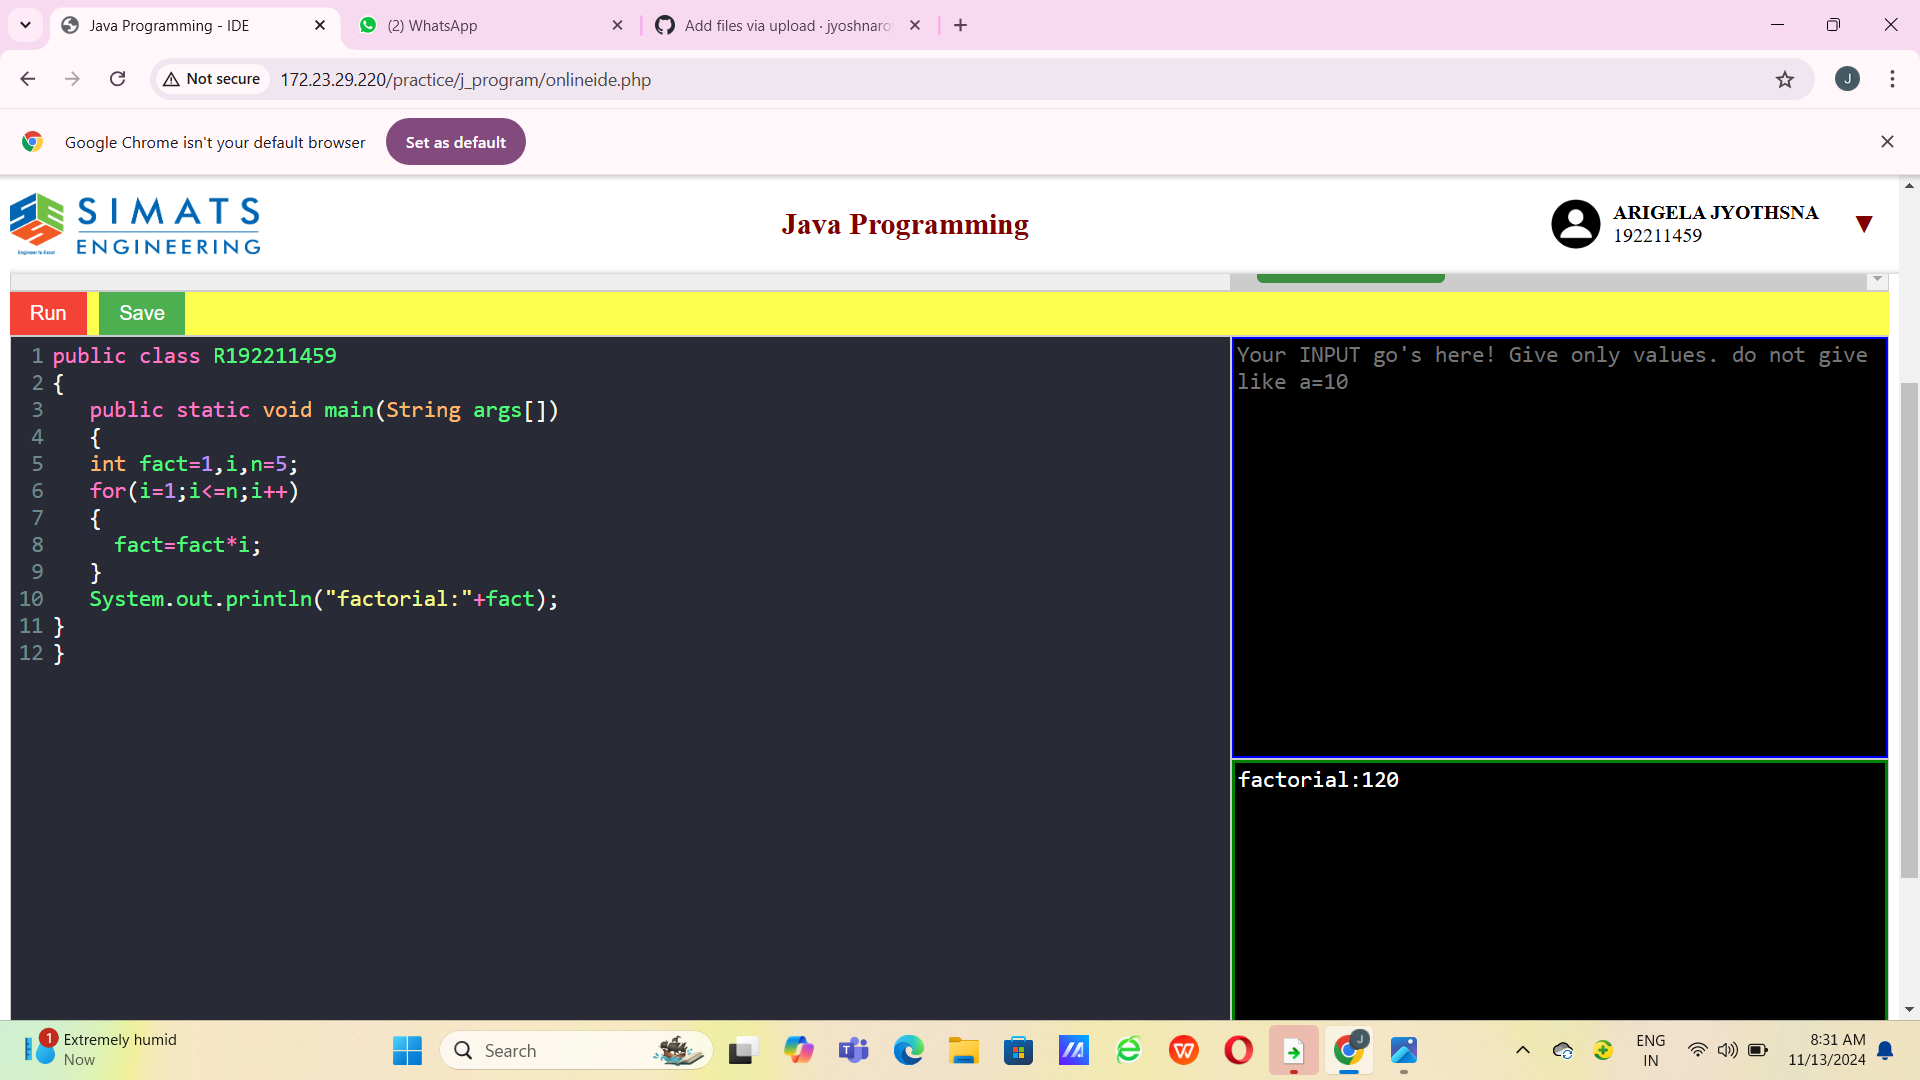 Java Programming - IDE
(2) WhatsApp
Add files via upload · jyoshnaro
Not secure
172.23.29.220/practice/j_program/onlineide.php
J
Google Chrome isn't your default browser
Set as default
SIMATS
ENGINEERING
Engineer to Excel
Java Programming
ARIGELA JYOTHSNA
192211459
Run
Save
1 public class R192211459
2 {
3    public static void main(String args[])
4    {
5    int fact=1,i,n=5;
6    for(i=1;i<=n;i++)
7    {
8      fact=fact*i;
9    }
10    System.out.println("factorial:"+fact);
11 }
12 }
Your INPUT go's here! Give only values. do not give
like a=10
factorial:120
1
Extremely humid
Now
Search
J
ENG
IN
8:31 AM
11/13/2024